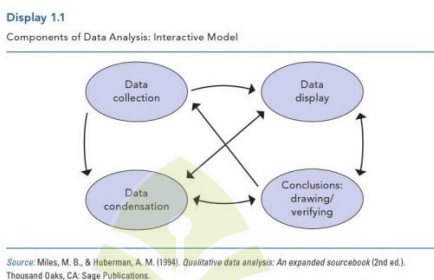 Display 1.1
Components of Data Analysis: Interactive Model
Data
collection
Data
display
Data
condensation
Conclusions:
drawing/
verifying
Source: Miles, M. B., & Huberman, A. M. (1994). Qualitative data analysis: An expanded sourcebook (2nd ed.).
Thousand Oaks, CA: Sage Publications.